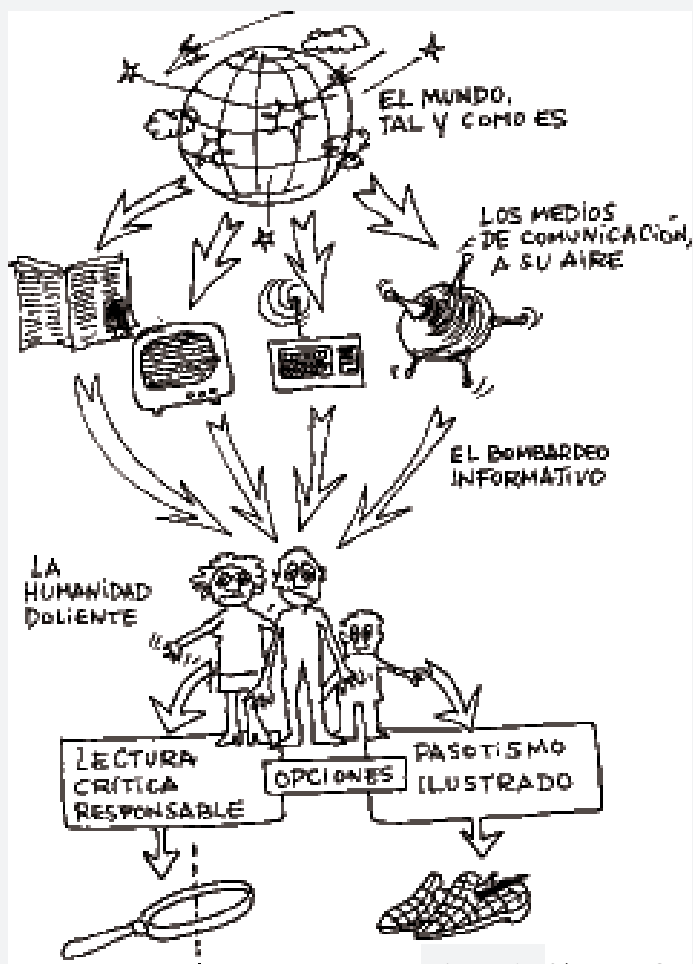 EL MUNDO,
TAL Y COMO ES
LOS MEDIOS
DE COMUNICACIÓN,
A SU AIRE
EL BOMBARDEO
INFORMATIVO
LA
HUMANIDAD
DOLIENTE
LECTURA
CRÍTICA
RESPONSABLE
OPCIONES
PASOTISMO
ILUSTRADO